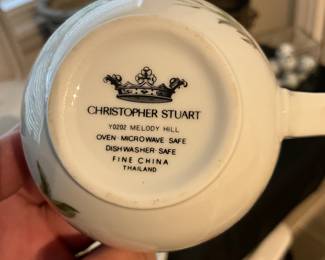 CHRISTOPHER STUART
Y0202 MELODY HILL
OVEN MICROWAVE SAFE
DISHWASHER SAFE
FINE CHINA
THAILAND